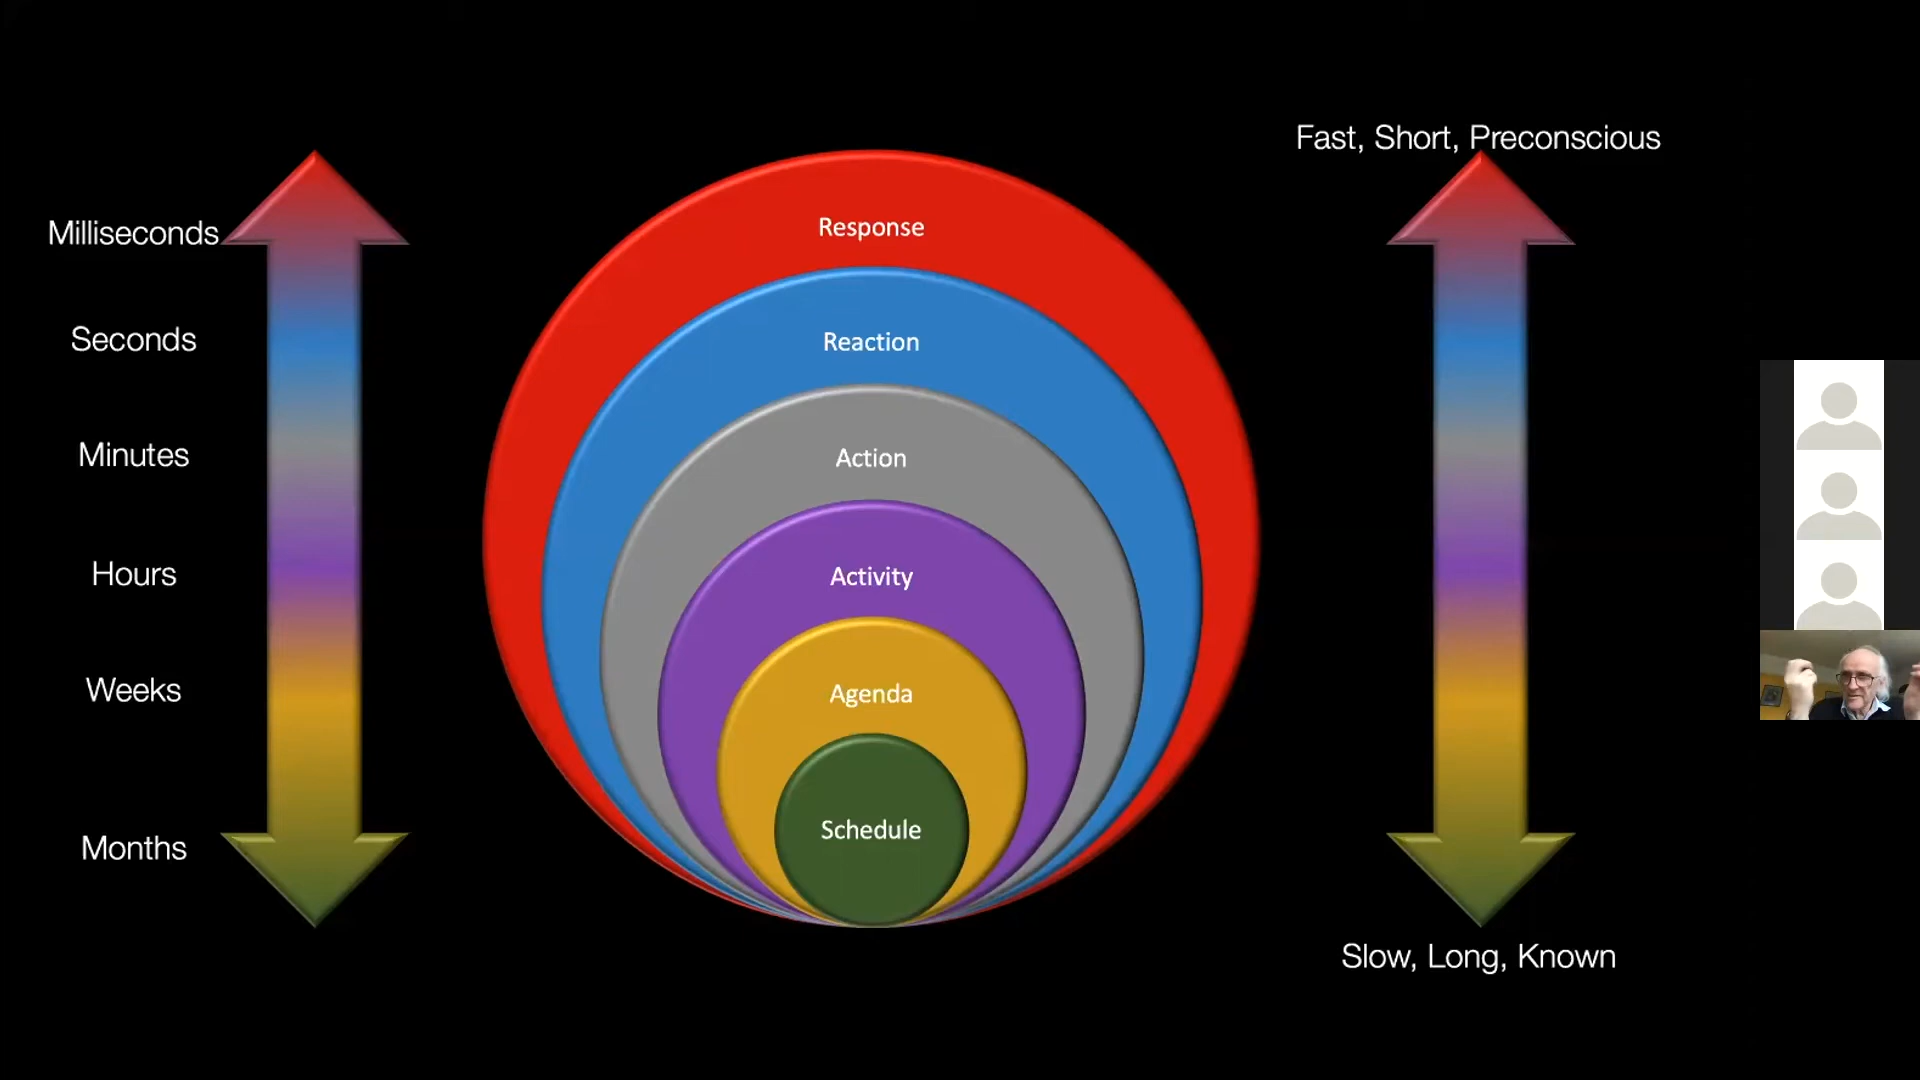 Fast, Short, Preconscious
Milliseconds
Response
Seconds
Reaction
Minutes
Action
Hours
Activity
Weeks
Agenda
Months
Schedule
Slow, Long, Known